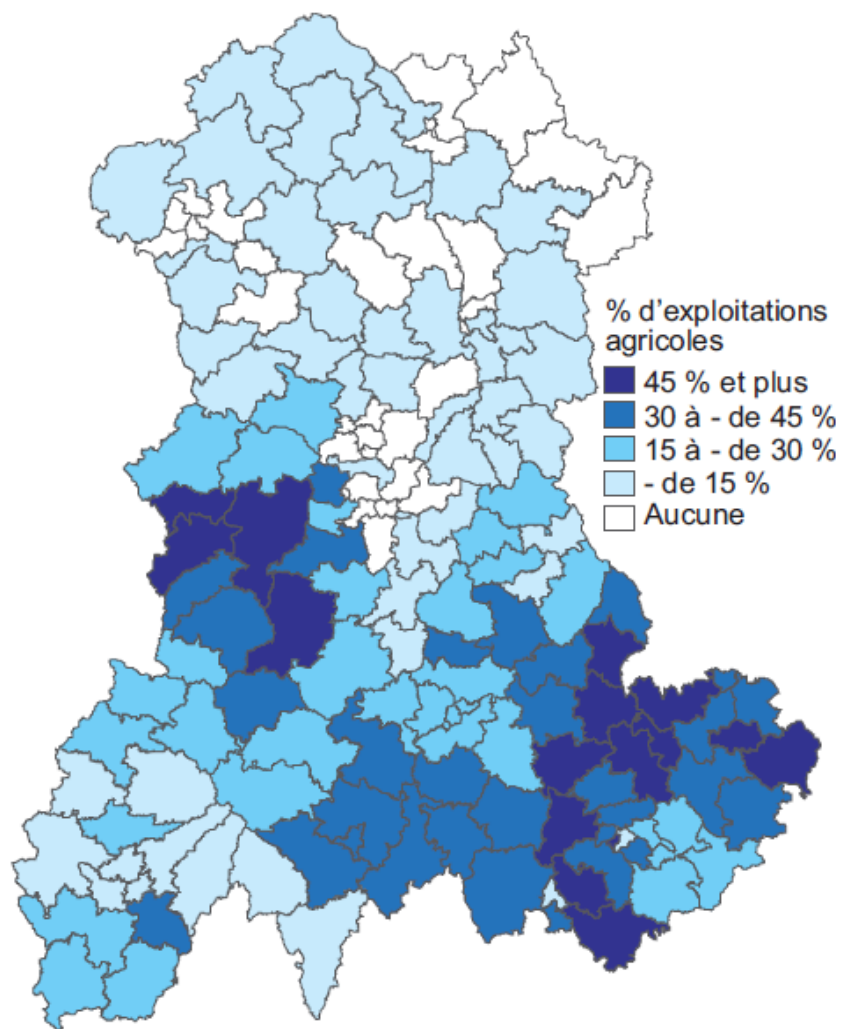 % d’exploitations
agricoles
45 % et plus
30 à - de 45 %
15 à - de 30 %
- de 15 %
Aucune